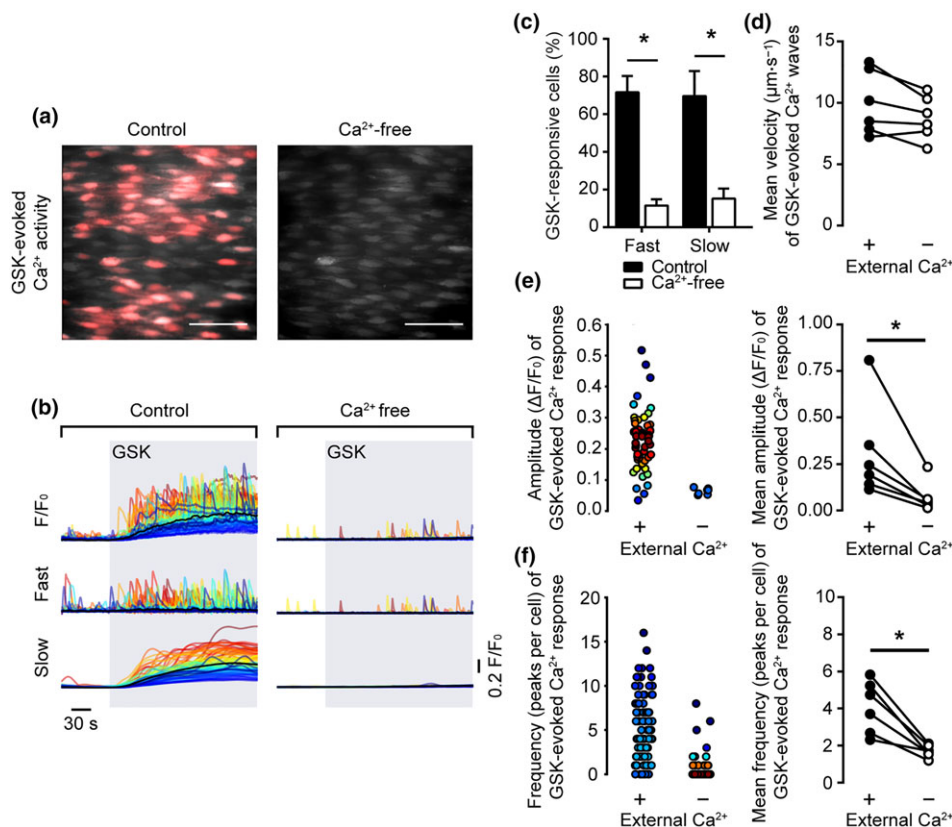 (a)
Control
Ca²⁺-free
GSK-evoked
Ca²⁺ activity
(b)
Control
Ca²⁺ free
GSK
GSK
F/F₀
Fast
Slow
30 s
0.2 F/F₀
(c)
GSK-responsive cells (%)
100
80
60
40
20
0
*
*
Fast
Slow
Control
Ca²⁺-free
(d)
Mean velocity (µm·s⁻¹)
of GSK-evoked Ca²⁺ waves
15
10
5
0
+
−
External Ca²⁺
(e)
Amplitude (ΔF/F₀) of
GSK-evoked Ca²⁺ response
0.6
0.5
0.4
0.3
0.2
0.1
0.0
+
−
External Ca²⁺
Mean amplitude (ΔF/F₀) of
GSK-evoked Ca²⁺ response
1.00
0.75
0.50
0.25
0.00
*
+
−
External Ca²⁺
(f)
Frequency (peaks per cell) of
GSK-evoked Ca²⁺ response
20
15
10
5
0
+
−
External Ca²⁺
Mean frequency (peaks per cell) of
GSK-evoked Ca²⁺ response
8
6
4
2
0
*
+
−
External Ca²⁺